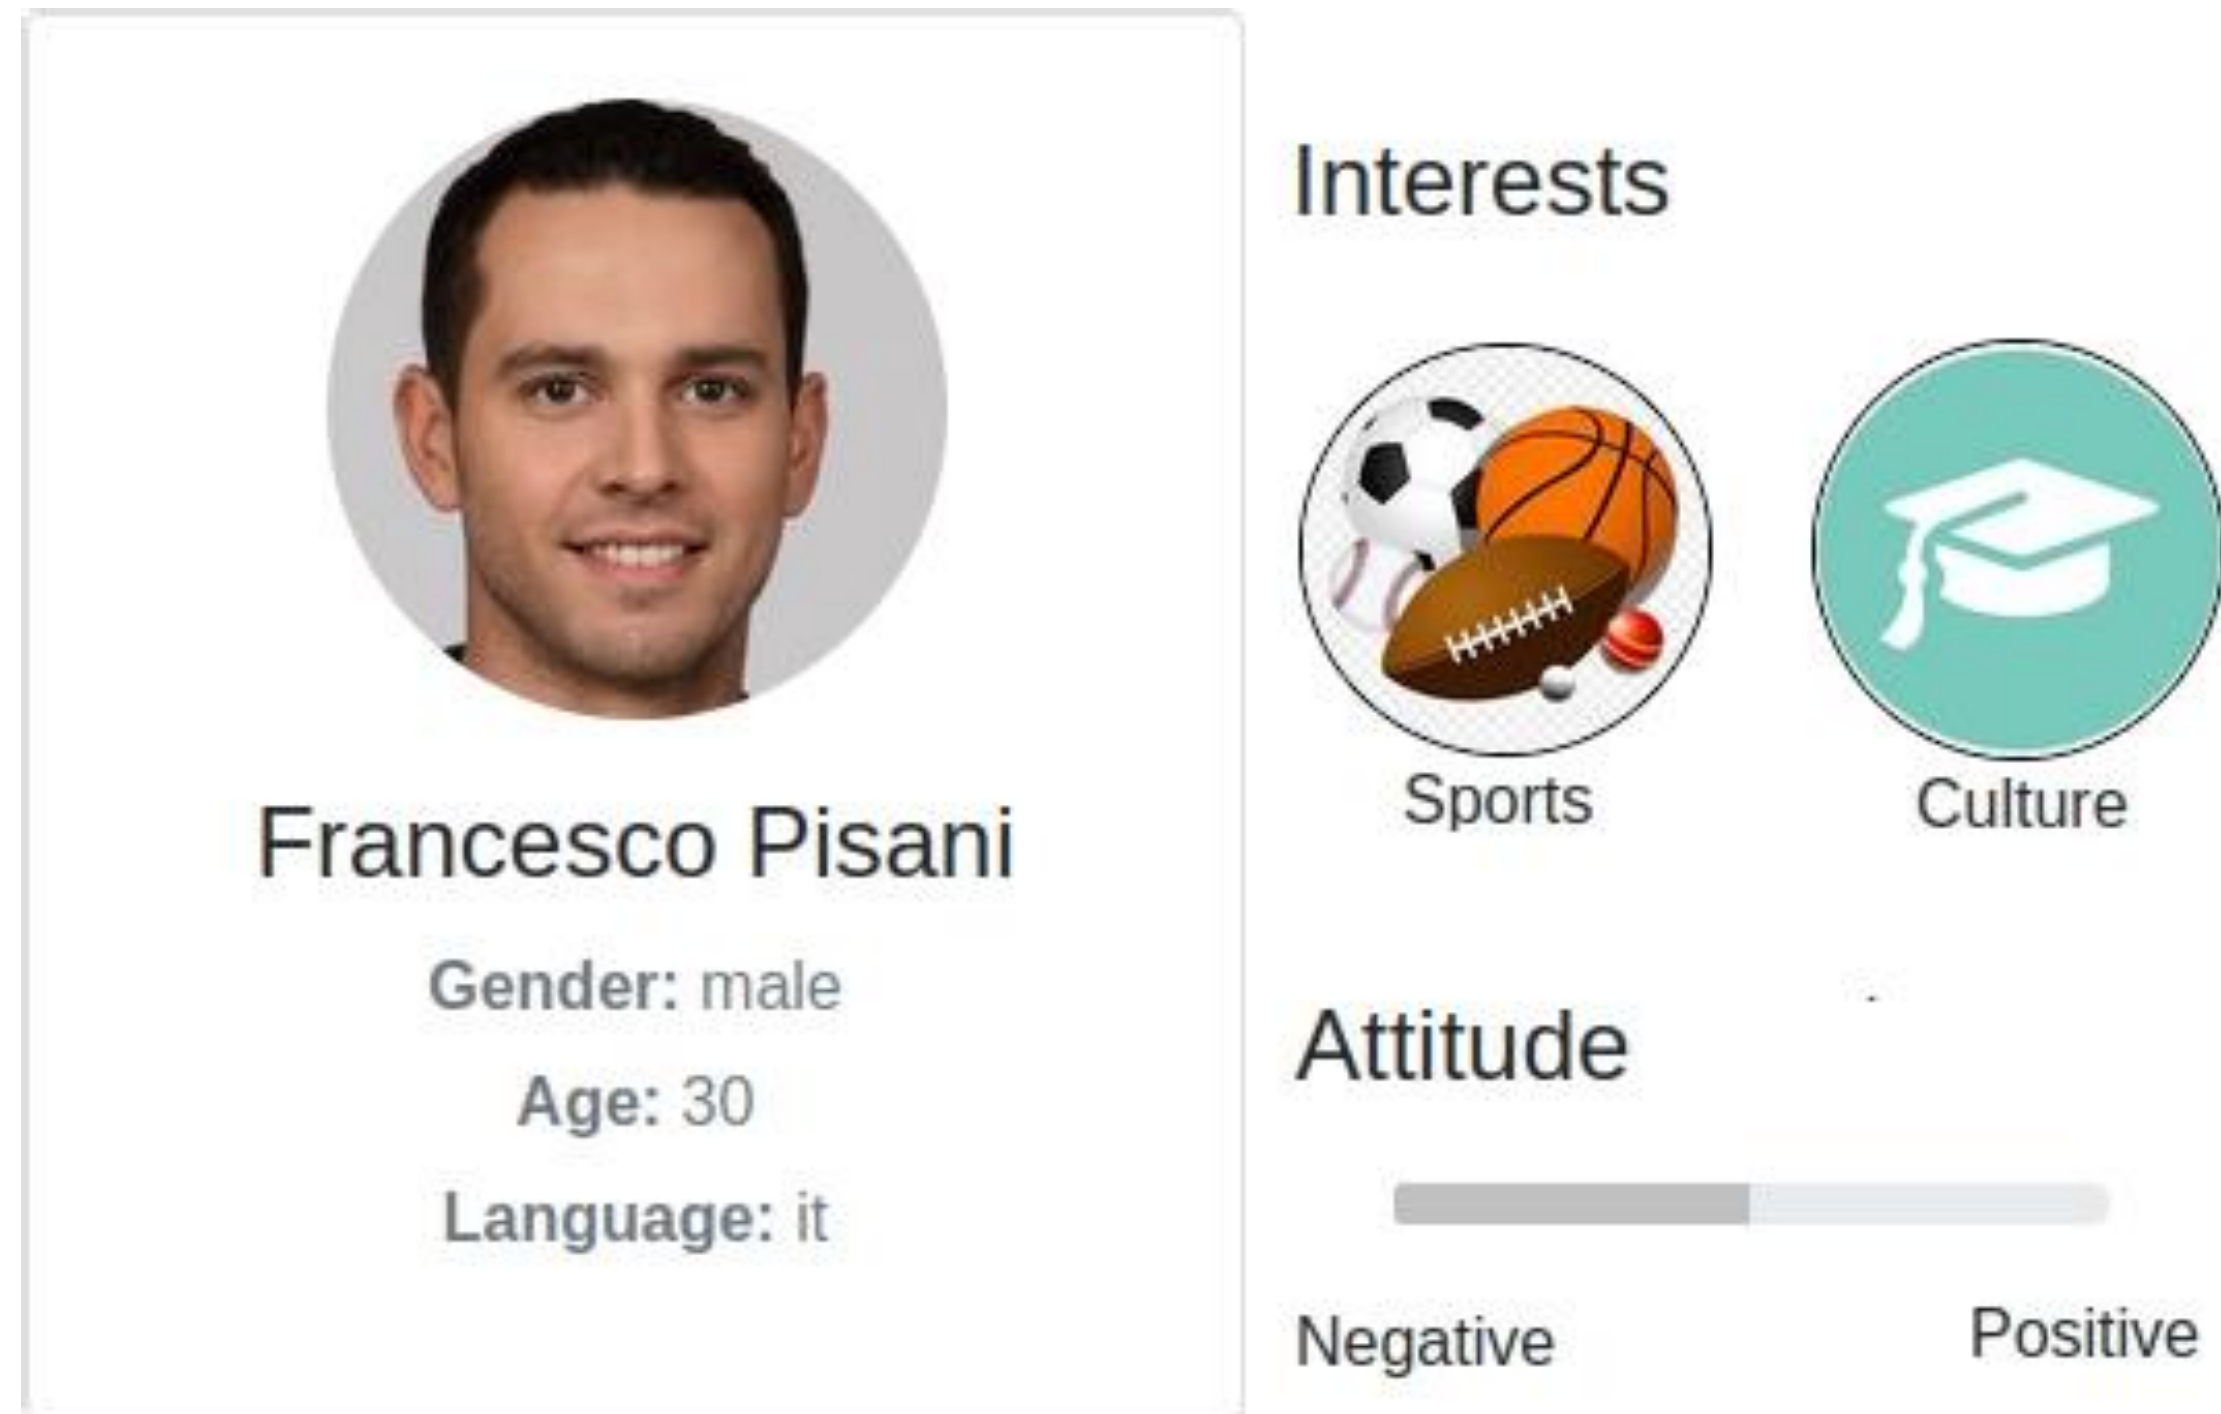 Francesco Pisani
Gender: male
Age: 30
Language: it
Interests
Sports
Culture
Attitude
Negative
Positive